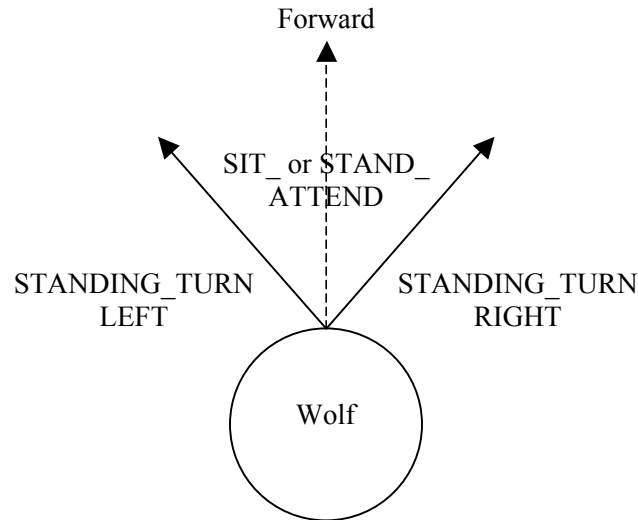 Forward
SIT_ or STAND_
ATTEND
STANDING_TURN
LEFT
STANDING_TURN
RIGHT
Wolf